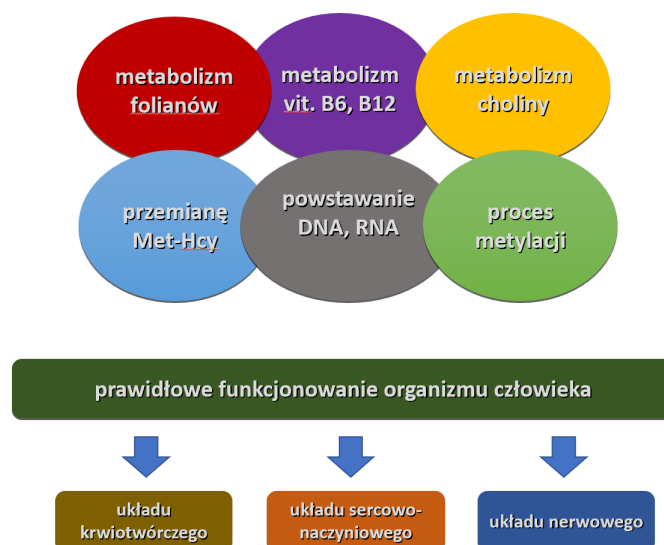 metabolizm
folianów
metabolizm
vit. B6, B12
metabolizm
choliny
przemianę
Met-Hcy
powstawanie
DNA, RNA
proces
metylacji
prawidłowe funkcjonowanie organizmu człowieka
układu
krwiotwórczego
układu sercowo-
naczyniowego
układu nerwowego